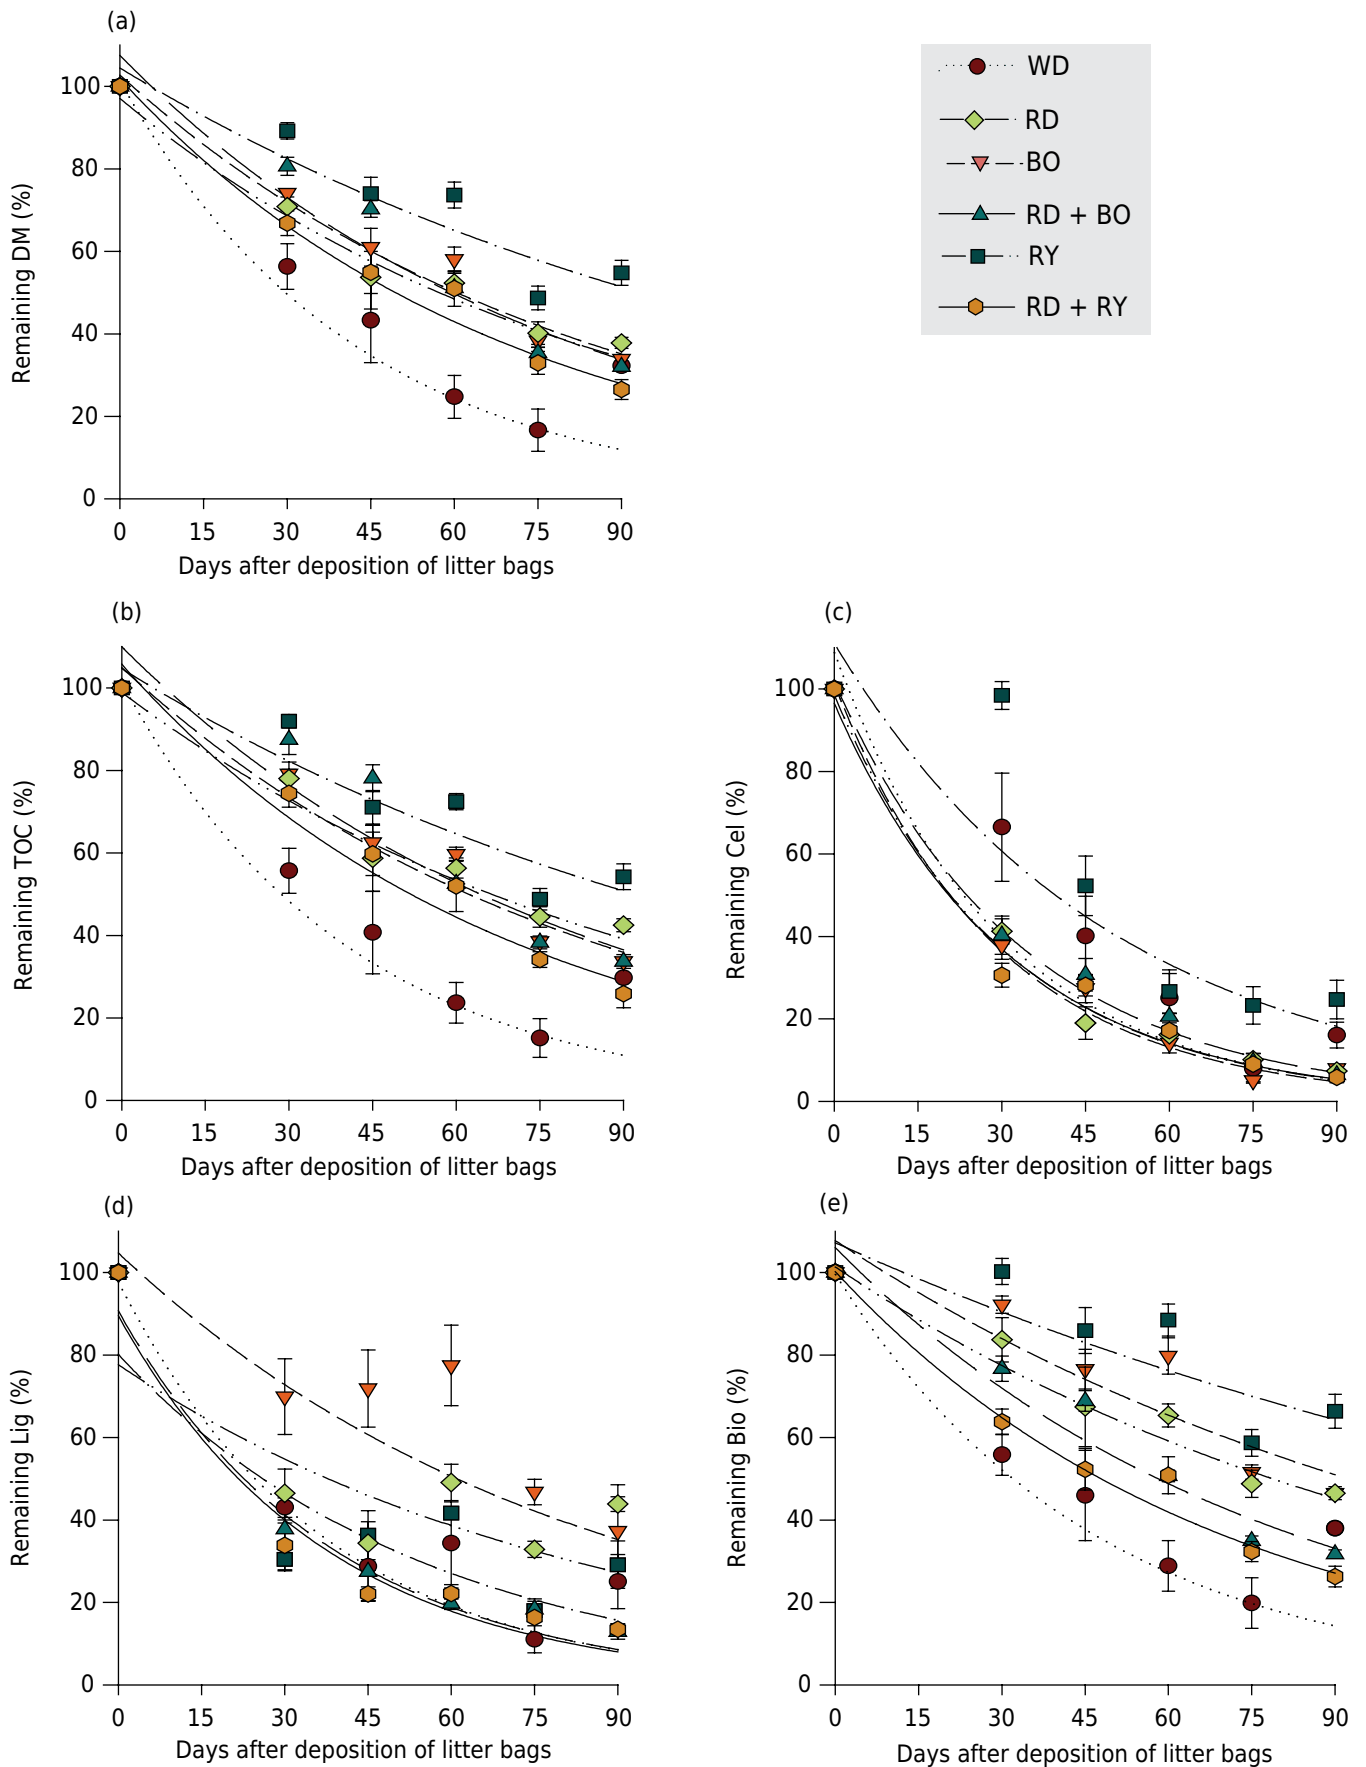 (a)
Remaining DM (%)
100
80
60
40
20
0
0 15 30 45 60 75 90
Days after deposition of litter bags
WD
RD
BO
RD + BO
RY
RD + RY
(b)
Remaining TOC (%)
100
80
60
40
20
0
0 15 30 45 60 75 90
Days after deposition of litter bags
(c)
Remaining Cel (%)
100
80
60
40
20
0
0 15 30 45 60 75 90
Days after deposition of litter bags
(d)
Remaining Lig (%)
100
80
60
40
20
0
0 15 30 45 60 75 90
Days after deposition of litter bags
(e)
Remaining Bio (%)
100
80
60
40
20
0
0 15 30 45 60 75 90
Days after deposition of litter bags